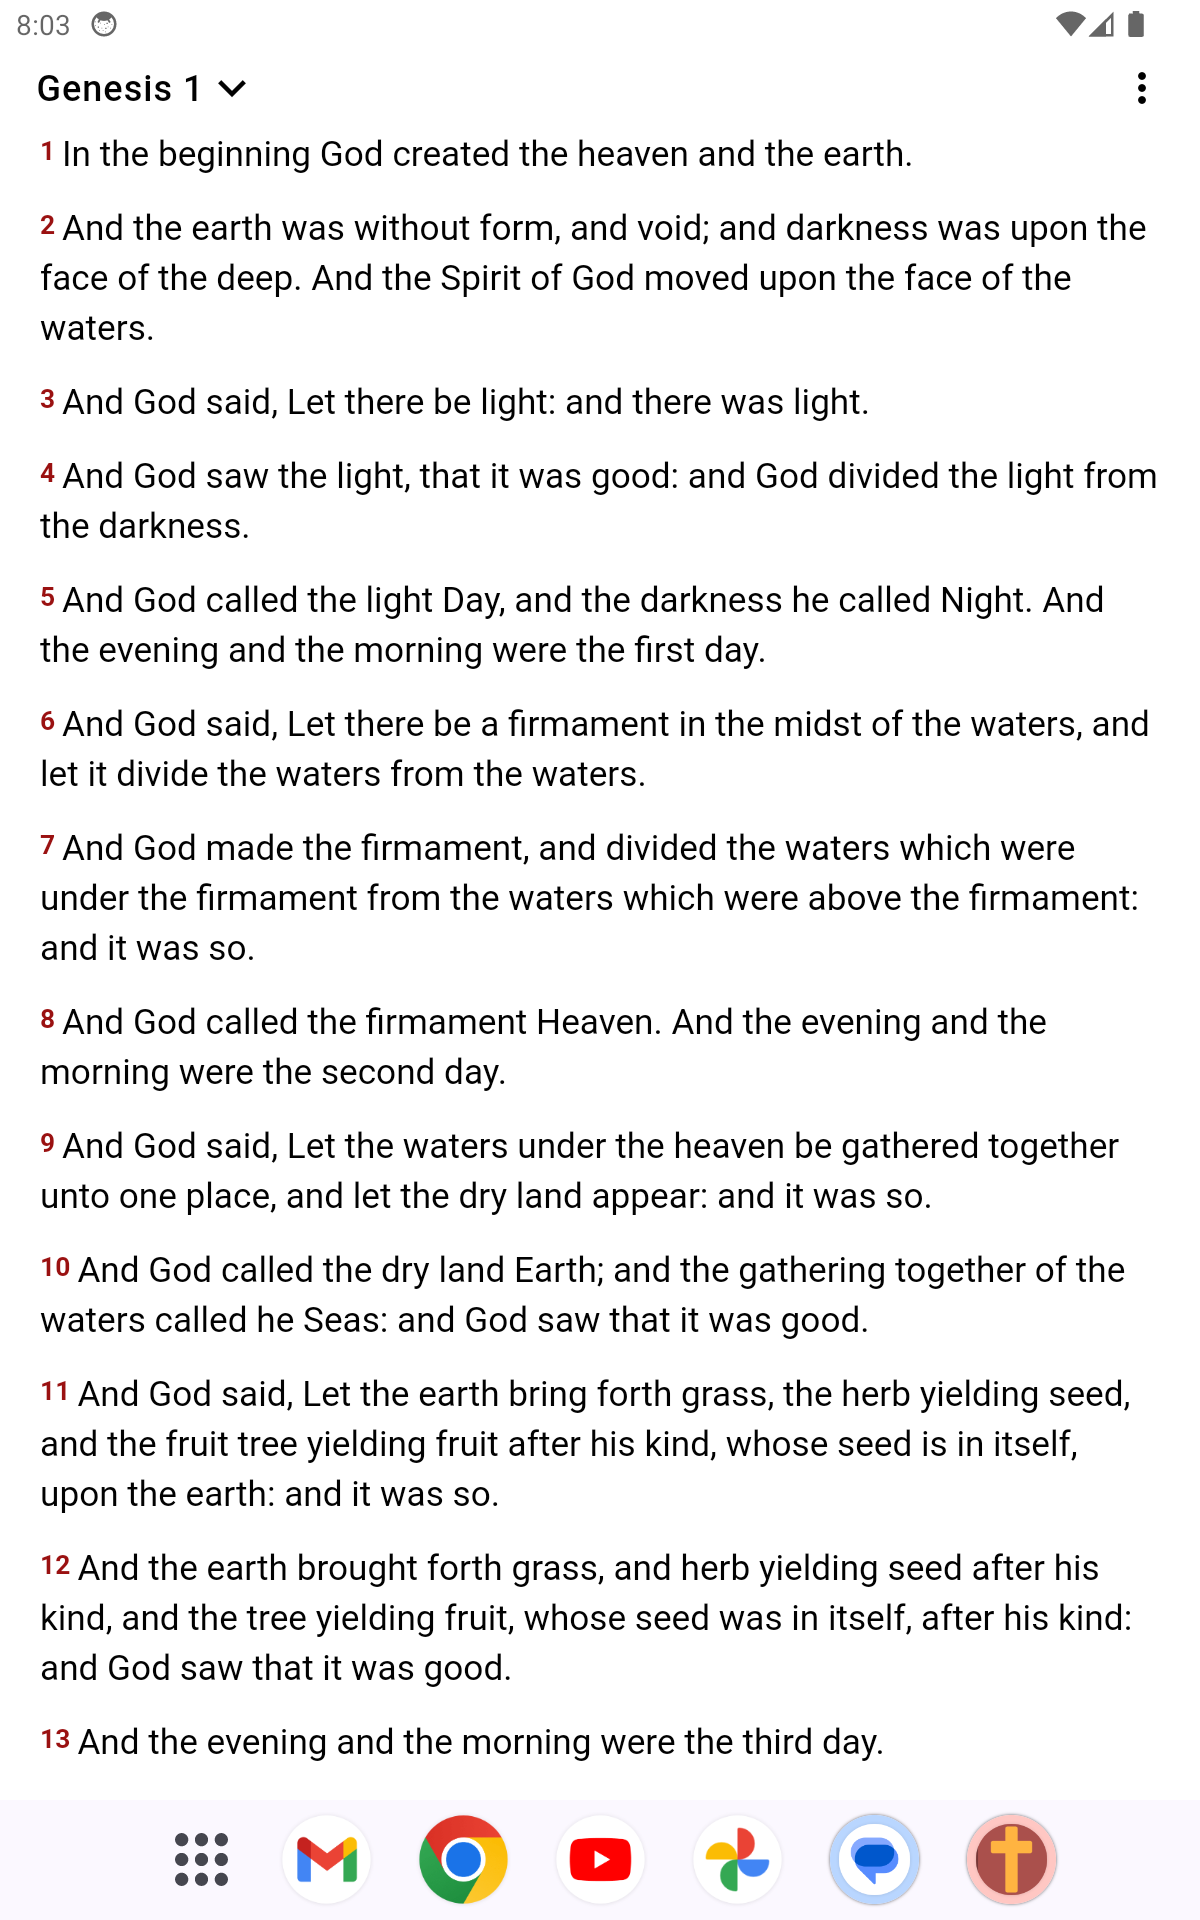 8:03
Genesis 1
1 In the beginning God created the heaven and the earth.
2 And the earth was without form, and void; and darkness was upon the
face of the deep. And the Spirit of God moved upon the face of the
waters.
3 And God said, Let there be light: and there was light.
4 And God saw the light, that it was good: and God divided the light from
the darkness.
5 And God called the light Day, and the darkness he called Night. And
the evening and the morning were the first day.
6 And God said, Let there be a firmament in the midst of the waters, and
let it divide the waters from the waters.
7 And God made the firmament, and divided the waters which were
under the firmament from the waters which were above the firmament:
and it was so.
8 And God called the firmament Heaven. And the evening and the
morning were the second day.
9 And God said, Let the waters under the heaven be gathered together
unto one place, and let the dry land appear: and it was so.
10 And God called the dry land Earth; and the gathering together of the
waters called he Seas: and God saw that it was good.
11 And God said, Let the earth bring forth grass, the herb yielding seed,
and the fruit tree yielding fruit after his kind, whose seed is in itself,
upon the earth: and it was so.
12 And the earth brought forth grass, and herb yielding seed after his
kind, and the tree yielding fruit, whose seed was in itself, after his kind:
and God saw that it was good.
13 And the evening and the morning were the third day.